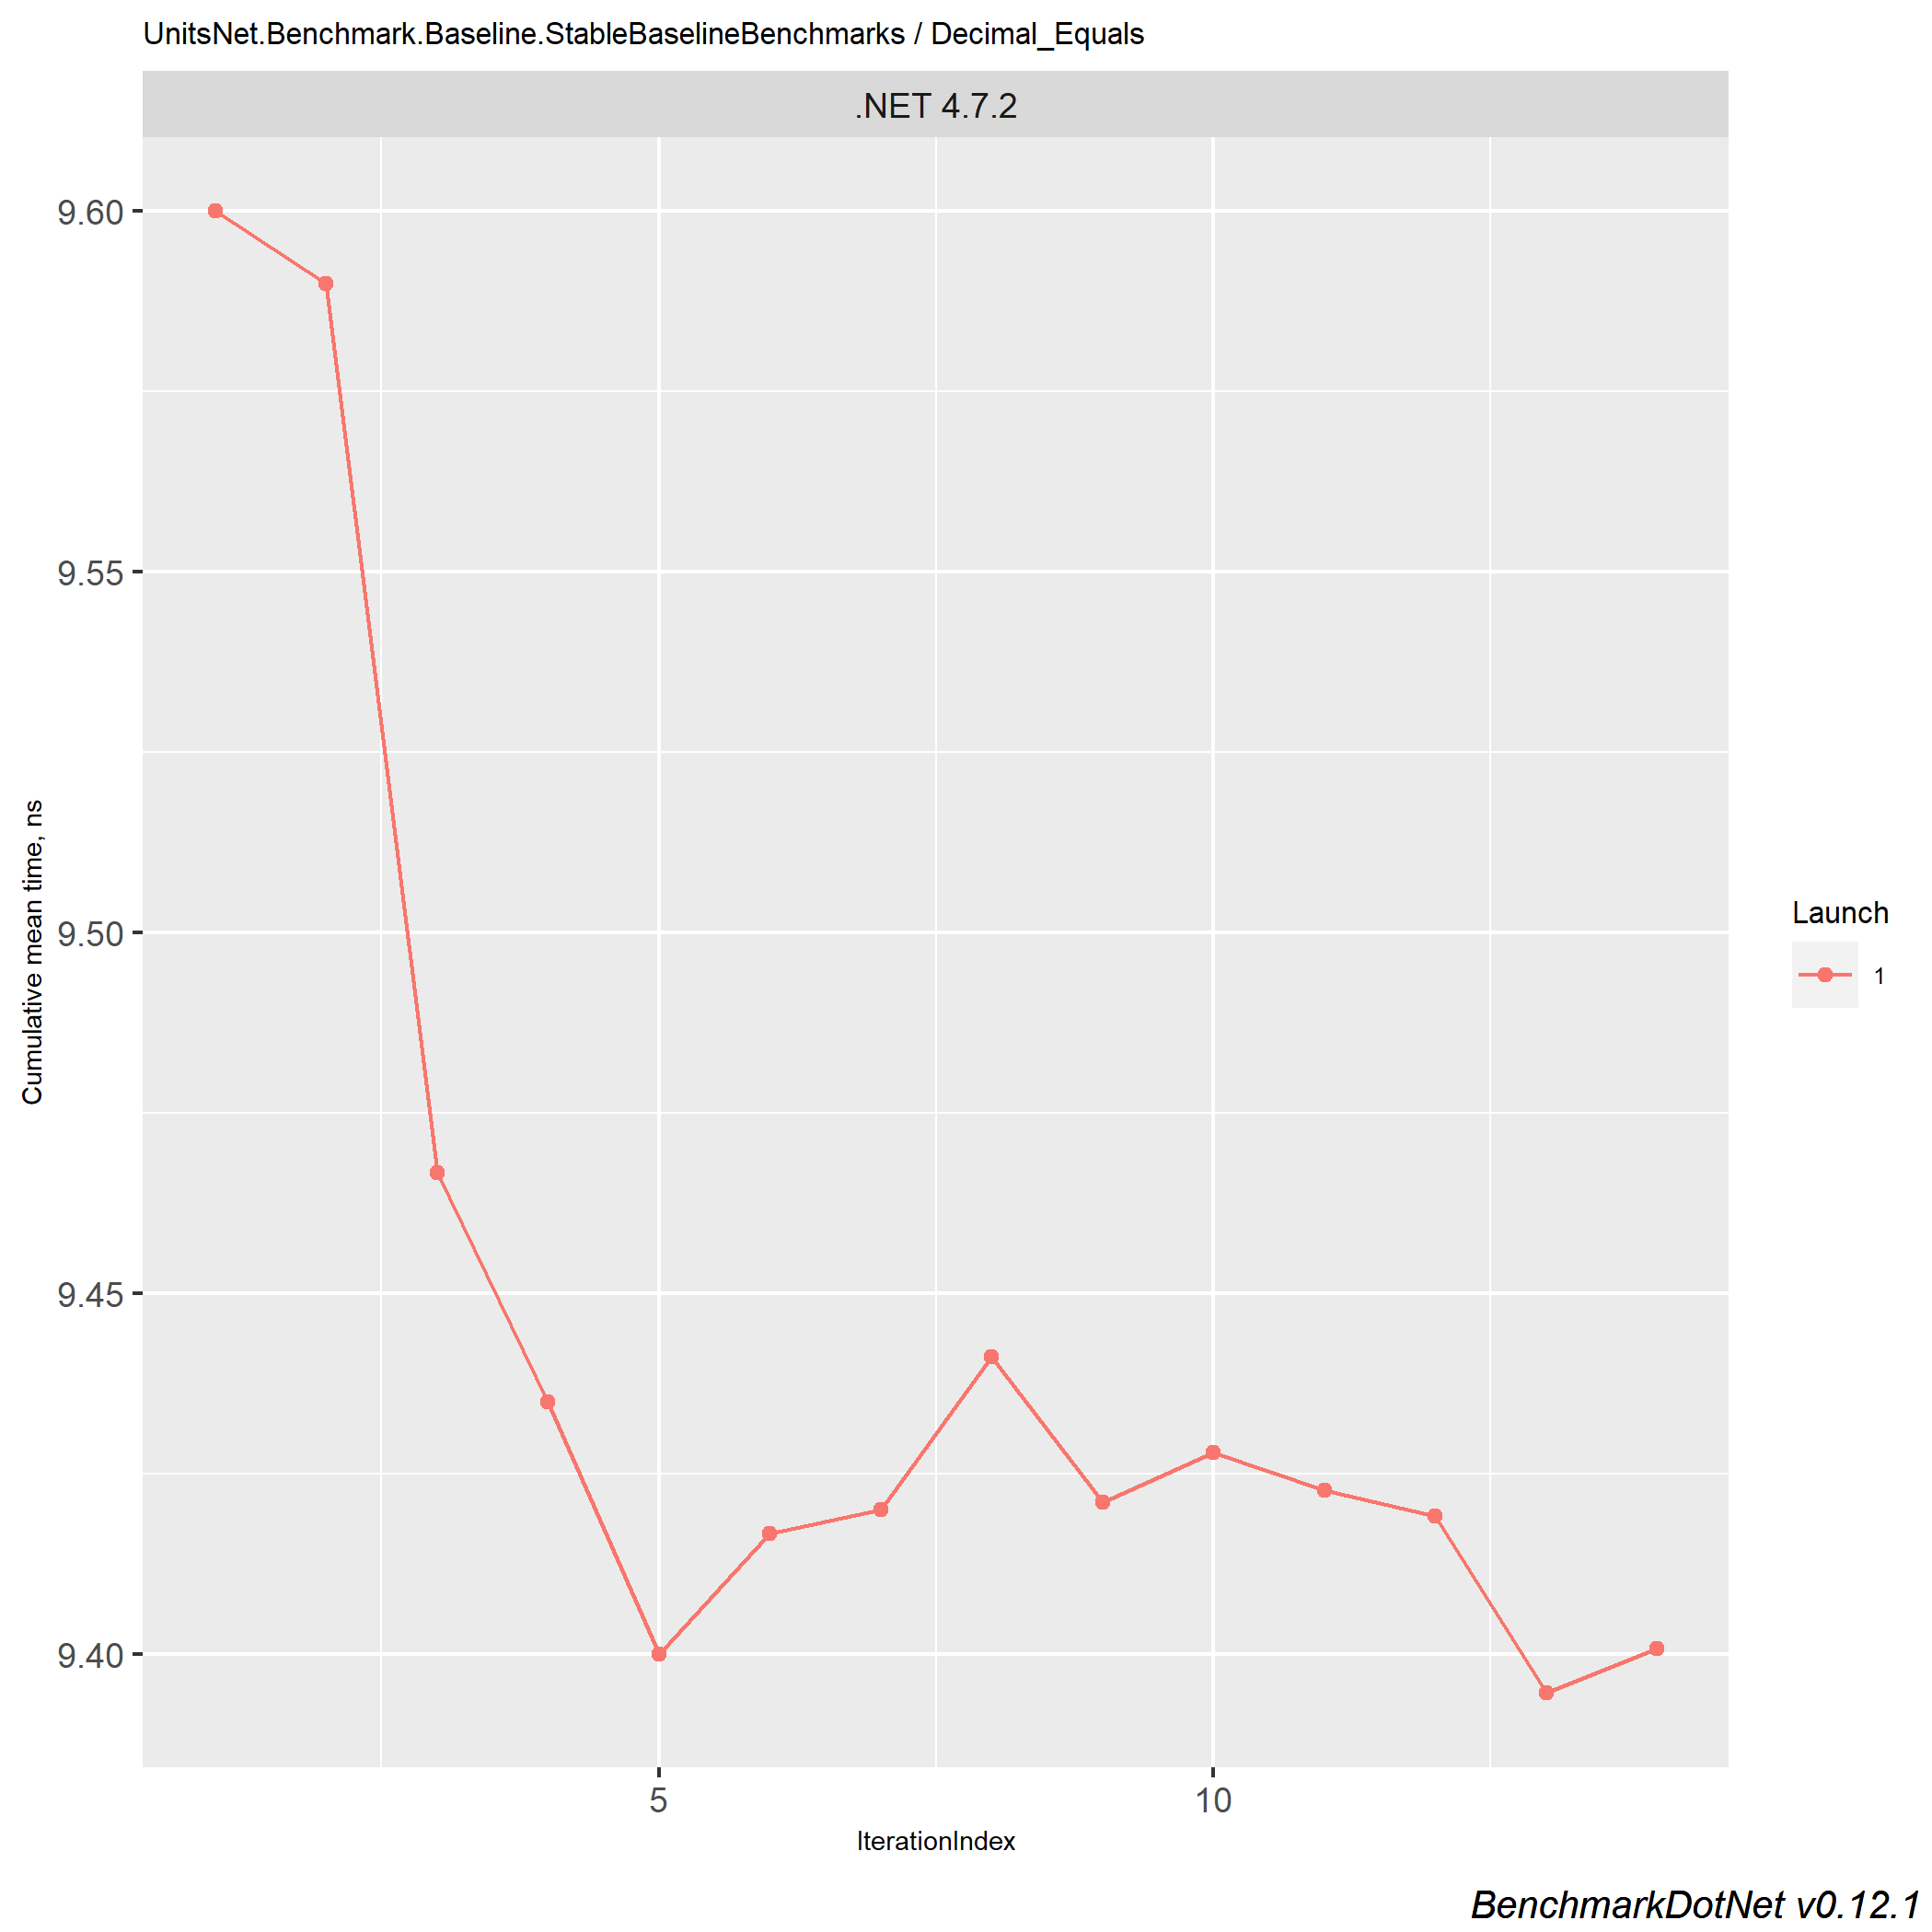 UnitsNet.Benchmark.Baseline.StableBaselineBenchmarks / Decimal_Equals
.NET 4.7.2
9.60
9.55
9.50
9.45
9.40
Cumulative mean time, ns
5
10
IterationIndex
Launch
1
BenchmarkDotNet v0.12.1